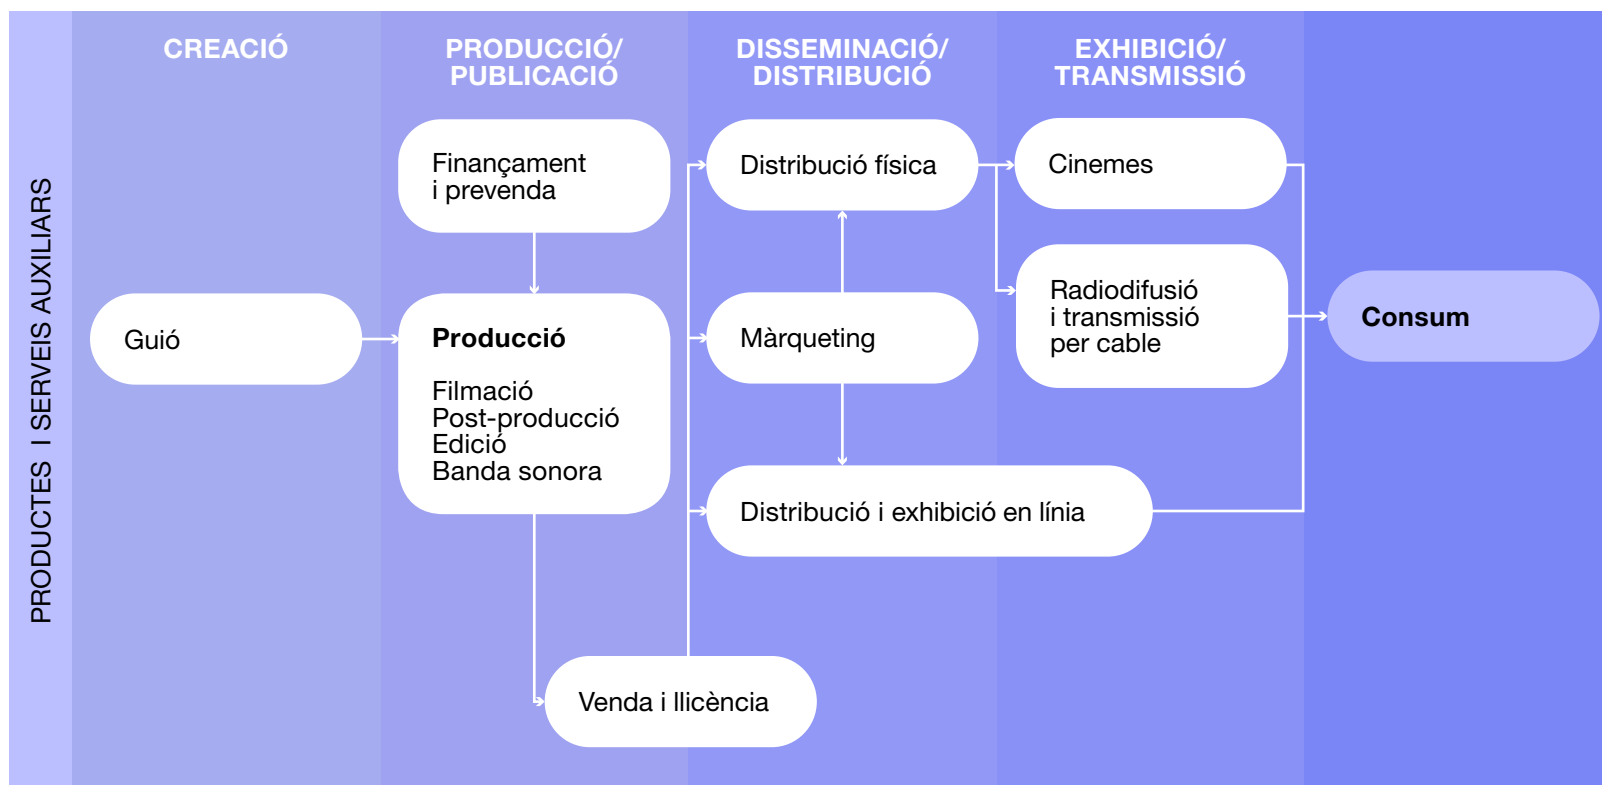 PRODUCTES I SERVEIS AUXILIARS
CREACIÓ
Guió
PRODUCCIÓ/
PUBLICACIÓ
Finançament
i prevenda
Producció
Filmació
Post-producció
Edició
Banda sonora
Venda i llicència
DISSEMINACIÓ/
DISTRIBUCIÓ
Distribució física
Màrqueting
Distribució i exhibició en línia
EXHIBICIÓ/
TRANSMISSIÓ
Cinemes
Radiodifusió
i transmissió
per cable
Consum